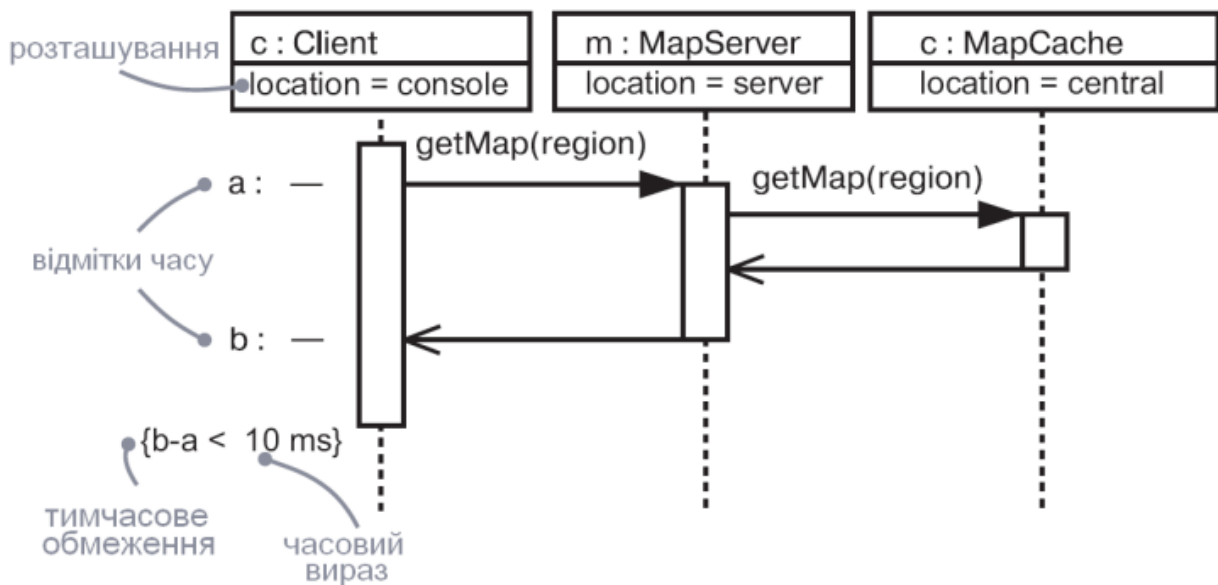 розташування
c : Client
m : MapServer
c : MapCache
location = console
location = server
location = central
getMap(region)
getMap(region)
a : —
відмітки часу
b : —
{b-a < 10 ms}
тимчасове
обмеження
часовий
вираз